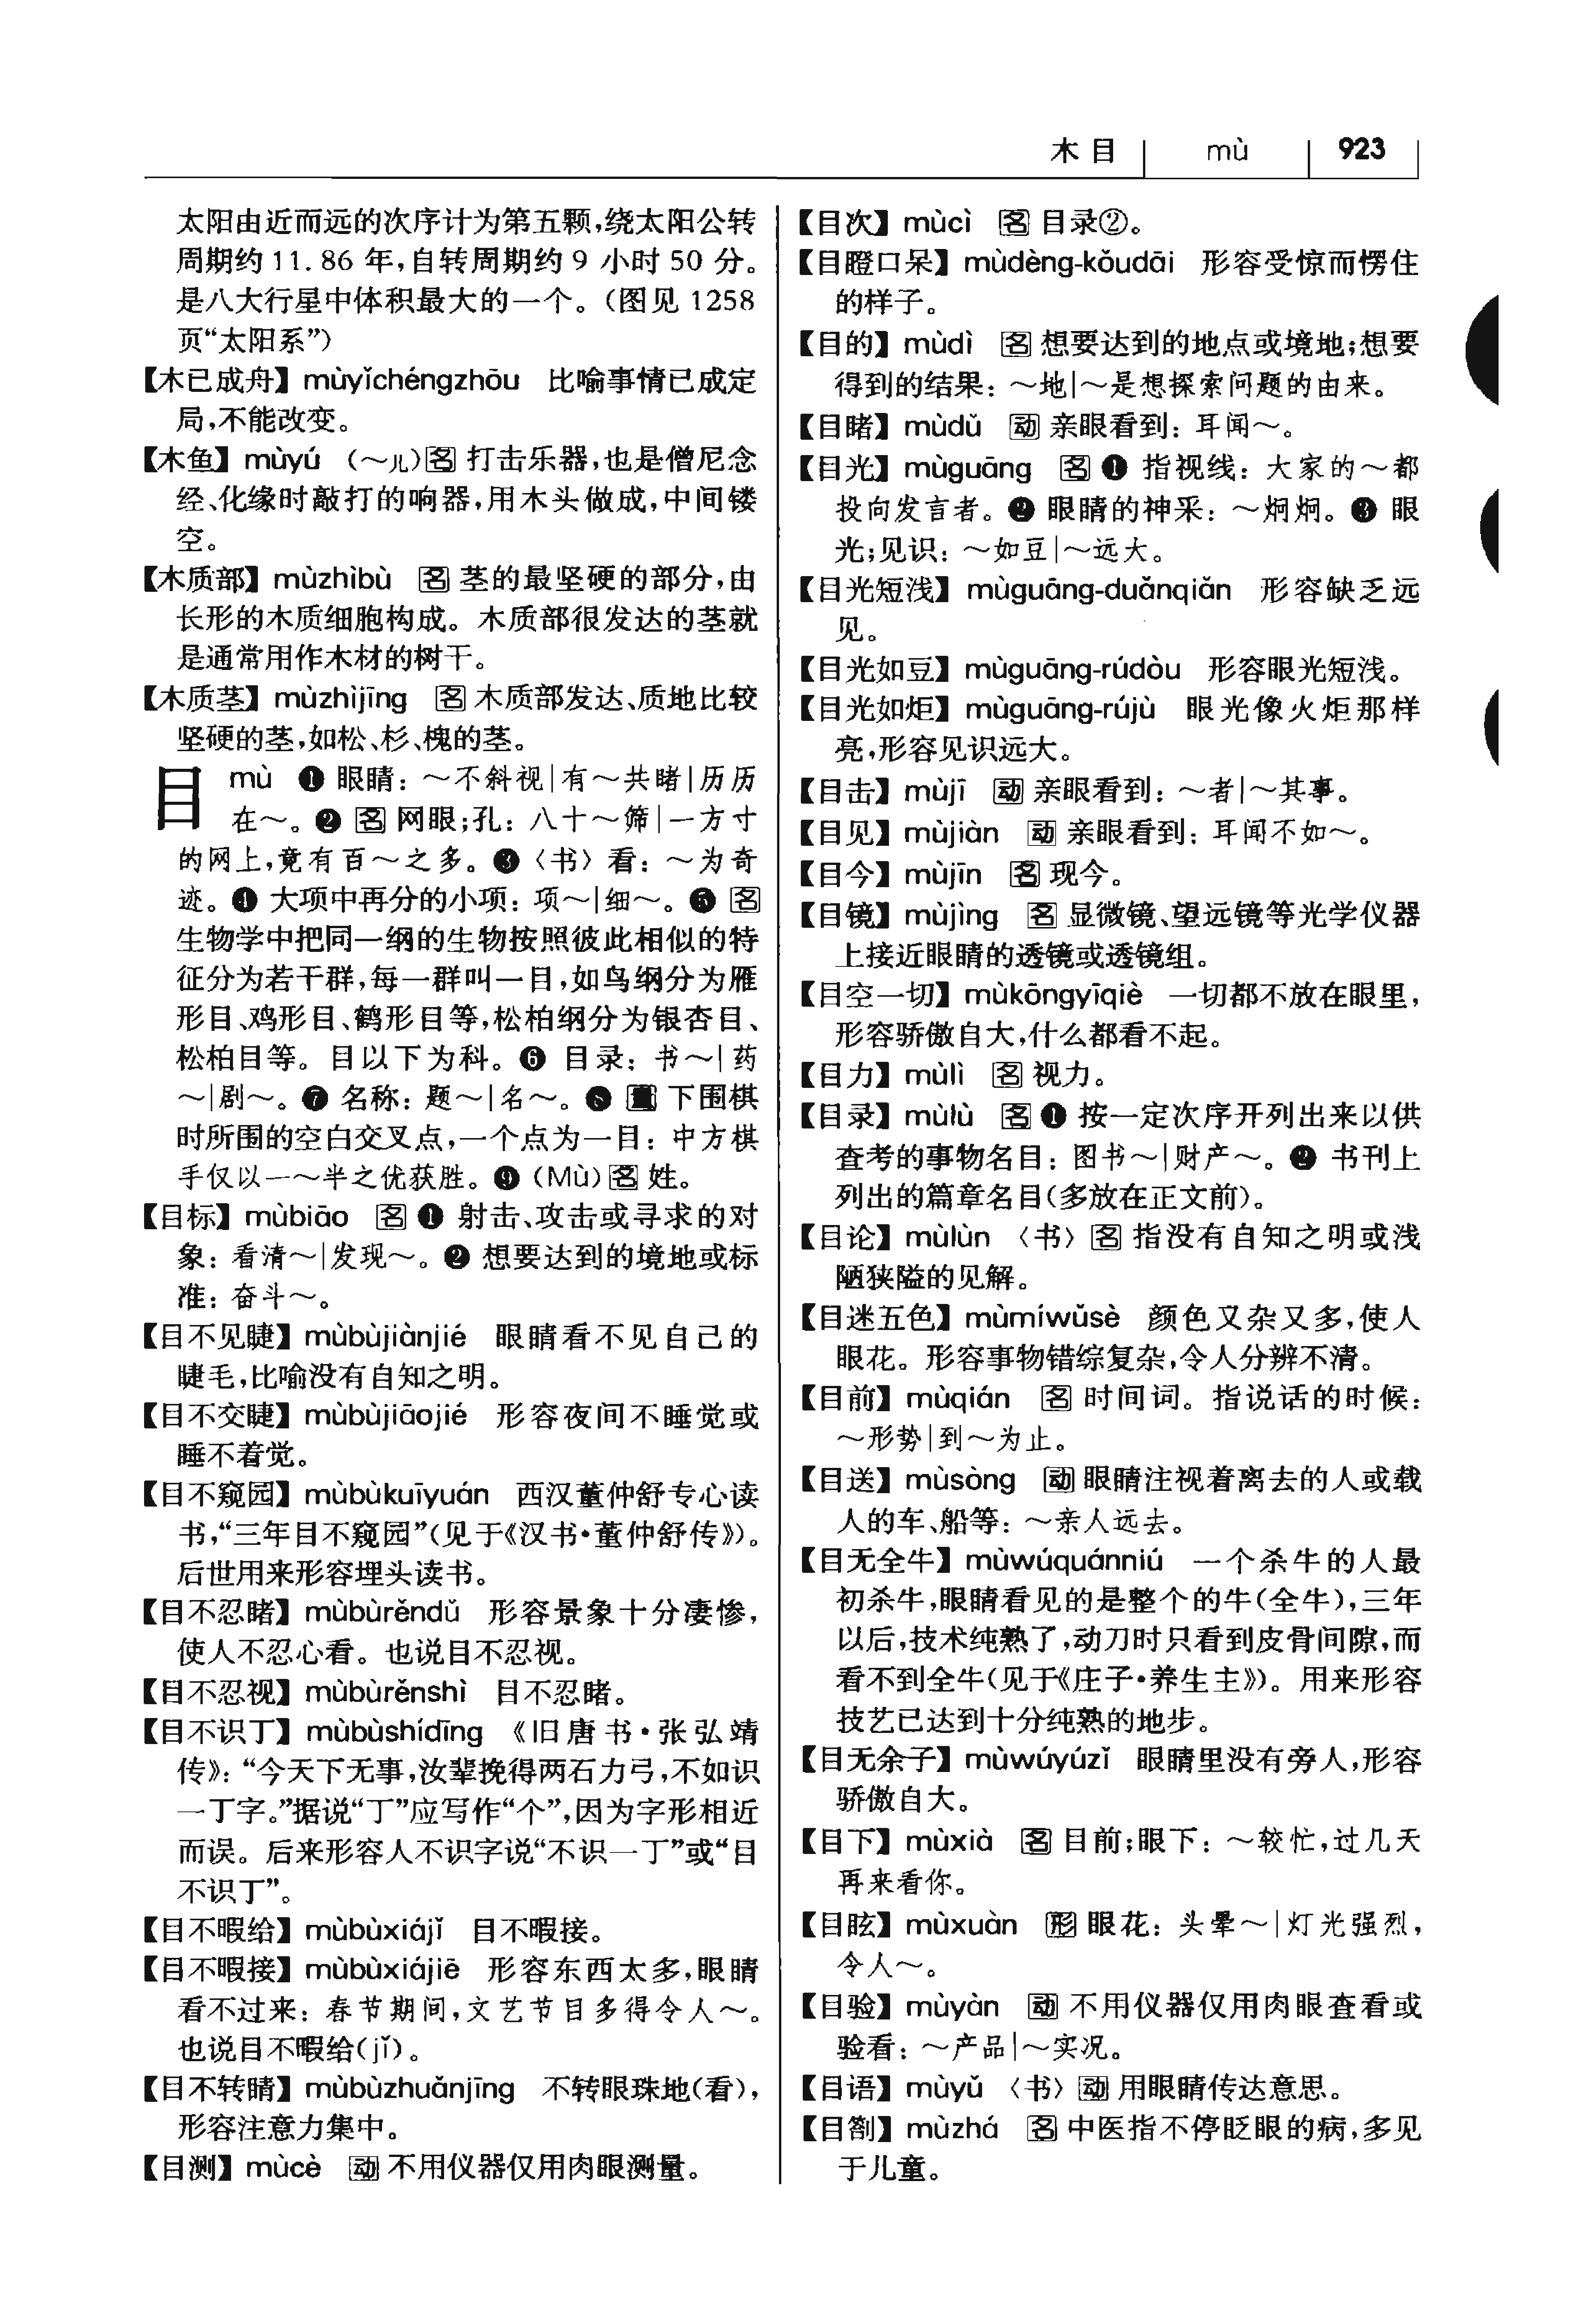 木目 mù 923
太阳由近而远的次序计为第五颗,绕太阳公转
周期约 11.86 年,自转周期约 9 小时 50 分。
是八大行星中体积最大的一个。(图见 1258
页“太阳系”)
【木已成舟】mùyǐchéngzhōu 比喻事情已成定
局,不能改变。
【木鱼】mùyú (～儿)名 打击乐器,也是僧尼念
经、化缘时敲打的响器,用木头做成,中间镂
空。
【木质部】mùzhìbù 名 茎的最坚硬的部分,由
长形的木质细胞构成。木质部很发达的茎就
是通常用作木材的树干。
【木质茎】mùzhìjīng 名 木质部发达、质地比较
坚硬的茎,如松、杉、槐的茎。
目 mù ❶ 眼睛：～不斜视|有～共睹|历历
在～。❷ 名 网眼;孔：八十～筛|一方寸
的网上,竟有百～之多。❸〈书〉看：～为奇
迹。❹ 大项中再分的小项：项～|细～。❺ 名
生物学中把同一纲的生物按照彼此相似的特
征分为若干群,每一群叫一目,如鸟纲分为雁
形目、鸡形目、鹤形目等,松柏纲分为银杏目、
松柏目等。目以下为科。❻ 目录：书～|药
～|剧～。❼ 名称：题～|名～。❽ 量 下围棋
时所围的空白交叉点,一个点为一目：中方棋
手仅以一～半之优获胜。❾ (Mù) 名 姓。
【目标】mùbiāo 名 ❶ 射击、攻击或寻求的对
象：看清～|发现～。❷ 想要达到的境地或标
准：奋斗～。
【目不见睫】mùbùjiànjié 眼睛看不见自己的
睫毛,比喻没有自知之明。
【目不交睫】mùbùjiāojié 形容夜间不睡觉或
睡不着觉。
【目不窥园】mùbùkuīyuán 西汉董仲舒专心读
书,“三年目不窥园”(见于《汉书·董仲舒传》)。
后世用来形容埋头读书。
【目不忍睹】mùbùrěndǔ 形容景象十分凄惨,
使人不忍心看。也说目不忍视。
【目不忍视】mùbùrěnshì 目不忍睹。
【目不识丁】mùbùshídīng 《旧唐书·张弘靖
传》：“今天下无事,汝辈挽得两石力弓,不如识
一丁字。”据说“丁”应写作“个”,因为字形相近
而误。后来形容人不识字说“不识一丁”或“目
不识丁”。
【目不暇给】mùbùxiájǐ 目不暇接。
【目不暇接】mùbùxiájiē 形容东西太多,眼睛
看不过来：春节期间,文艺节目多得令人～。
也说目不暇给(jǐ)。
【目不转睛】mùbùzhuǎnjīng 不转眼珠地(看),
形容注意力集中。
【目测】mùcè 动 不用仪器仅用肉眼测量。
【目次】mùcì 名 目录②。
【目瞪口呆】mùdèng-kǒudāi 形容受惊而愣住
的样子。
【目的】mùdì 名 想要达到的地点或境地;想要
得到的结果：～地|～是想探索问题的由来。
【目睹】mùdǔ 动 亲眼看到：耳闻～。
【目光】mùguāng 名 ❶ 指视线：大家的～都
投向发言者。❷ 眼睛的神采：～炯炯。❸ 眼
光;见识：～如豆|～远大。
【目光短浅】mùguāng-duǎnqiǎn 形容缺乏远
见。
【目光如豆】mùguāng-rúdòu 形容眼光短浅。
【目光如炬】mùguāng-rújù 眼光像火炬那样
亮,形容见识远大。
【目击】mùjī 动 亲眼看到：～者|～其事。
【目见】mùjiàn 动 亲眼看到：耳闻不如～。
【目今】mùjīn 名 现今。
【目镜】mùjìng 名 显微镜、望远镜等光学仪器
上接近眼睛的透镜或透镜组。
【目空一切】mùkōngyīqiè 一切都不放在眼里,
形容骄傲自大,什么都看不起。
【目力】mùlì 名 视力。
【目录】mùlù 名 ❶ 按一定次序开列出来以供
查考的事物名目：图书～|财产～。❷ 书刊上
列出的篇章名目(多放在正文前)。
【目论】mùlùn 〈书〉名 指没有自知之明或浅
陋狭隘的见解。
【目迷五色】mùmíwǔsè 颜色又杂又多,使人
眼花。形容事物错综复杂,令人分辨不清。
【目前】mùqián 名 时间词。指说话的时候：
～形势|到～为止。
【目送】mùsòng 动 眼睛注视着离去的人或载
人的车、船等：～亲人远去。
【目无全牛】mùwúquánniú 一个杀牛的人最
初杀牛,眼睛看见的是整个的牛(全牛),三年
以后,技术纯熟了,动刀时只看到皮骨间隙,而
看不到全牛(见于《庄子·养生主》)。用来形容
技艺已达到十分纯熟的地步。
【目无余子】mùwúyúzǐ 眼睛里没有旁人,形容
骄傲自大。
【目下】mùxià 名 目前;眼下：～较忙,过几天
再来看你。
【目眩】mùxuàn 形 眼花：头晕～|灯光强烈,
令人～。
【目验】mùyàn 动 不用仪器仅用肉眼查看或
验看：～产品|～实况。
【目语】mùyǔ 〈书〉动 用眼睛传达意思。
【目劄】mùzhá 名 中医指不停眨眼的病,多见
于儿童。